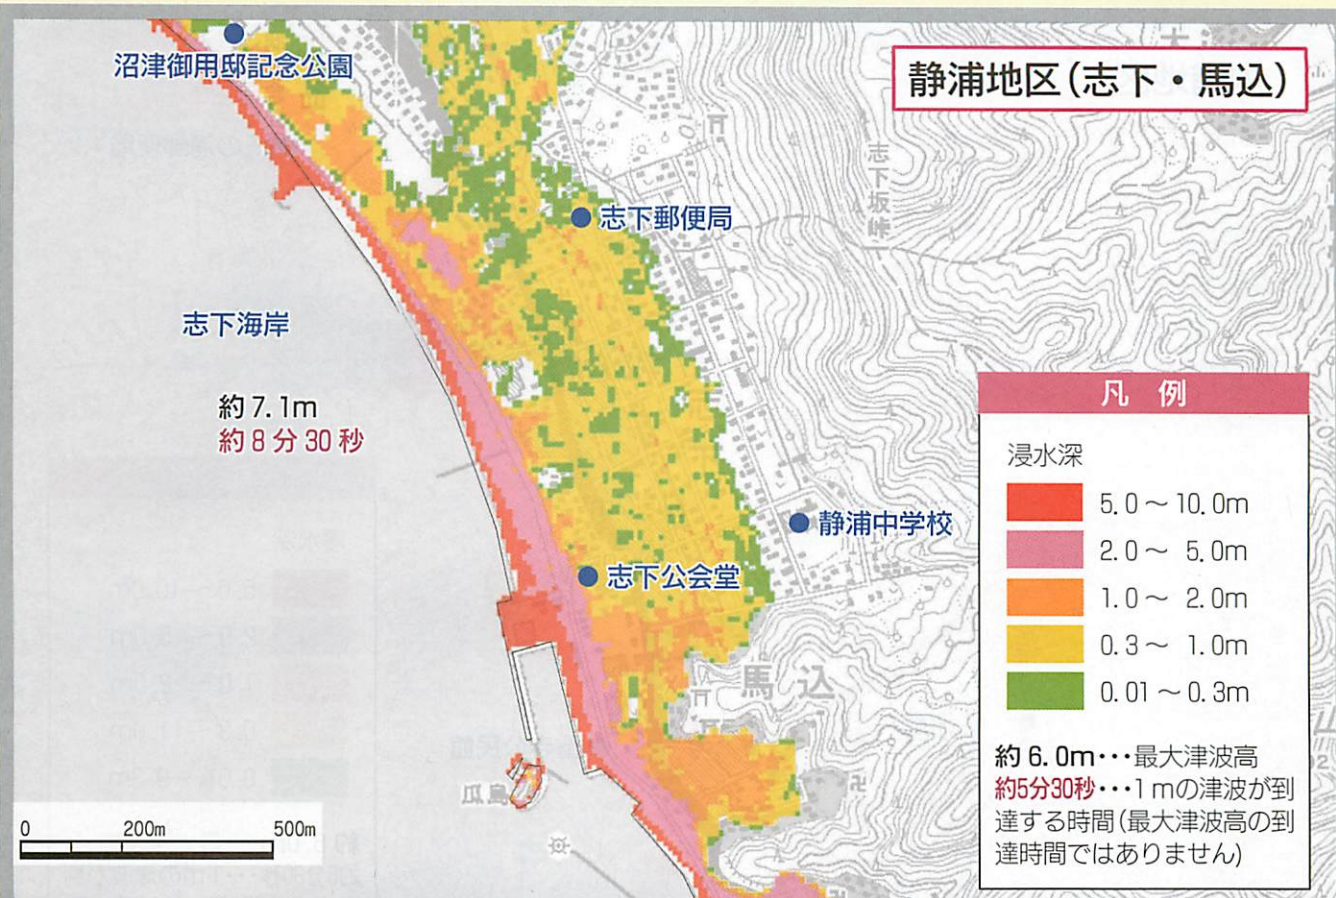 沼津御用邸記念公園
静浦地区(志下・馬込)
志下坂峠
志下郵便局
志下海岸
約7.1m
約8分30秒
静浦中学校
志下公会堂
馬込
瓜島
0 200m 500m
凡例
浸水深
5.0～10.0m
2.0～ 5.0m
1.0～ 2.0m
0.3～ 1.0m
0.01～0.3m
約6.0m･･･最大津波高
約5分30秒･･･1mの津波が到
達する時間(最大津波高の到
達時間ではありません)